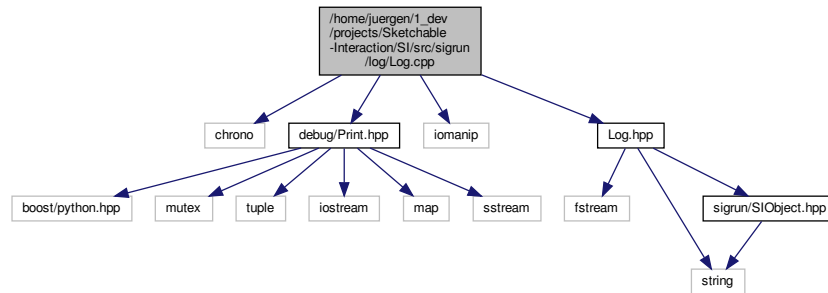 /home/juergen/1_dev
/projects/Sketchable
-Interaction/SI/src/sigrun
/log/Log.cpp
chrono
debug/Print.hpp
iomanip
Log.hpp
boost/python.hpp
mutex
tuple
iostream
map
sstream
fstream
sigrun/SIObject.hpp
string